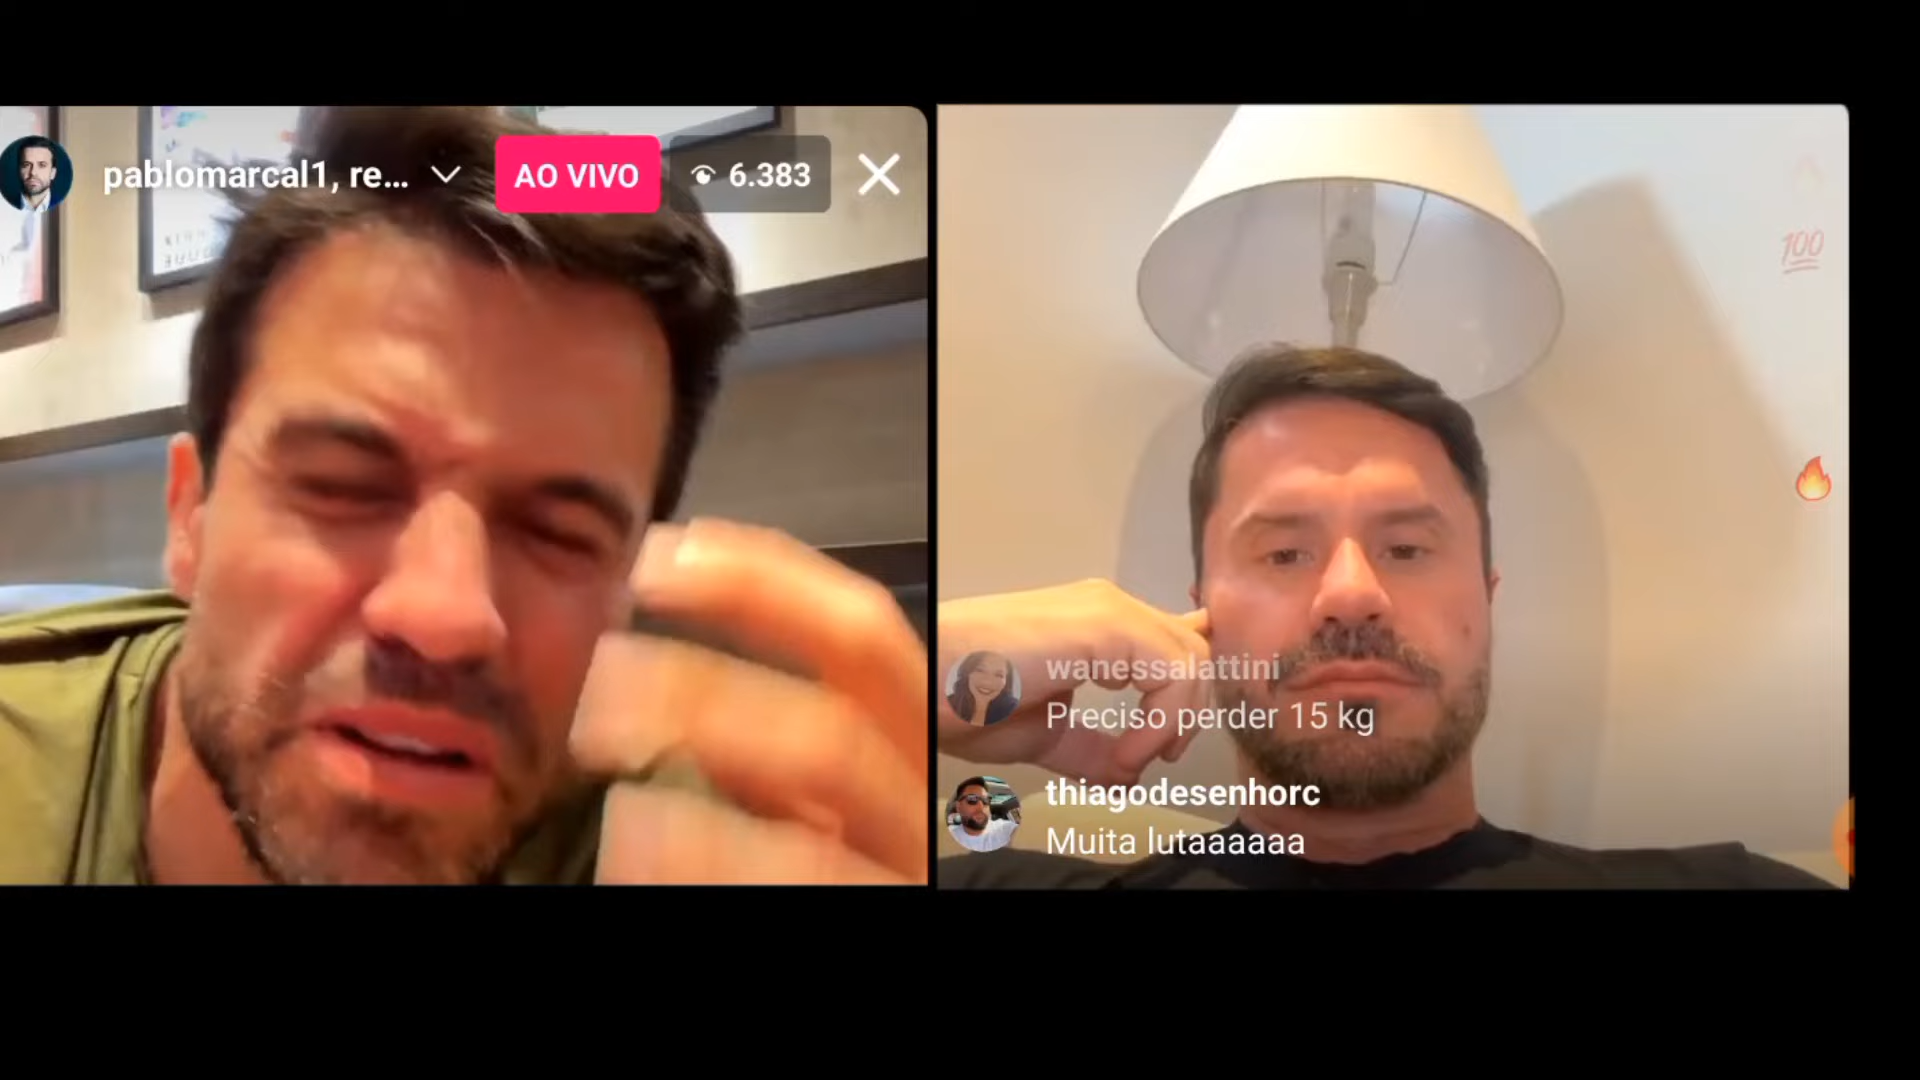 pablomarcal1, re...
AO VIVO
6.383
100
wanessalattini
Preciso perder 15 kg
thiagodesenhorc
Muita lutaaaaaa